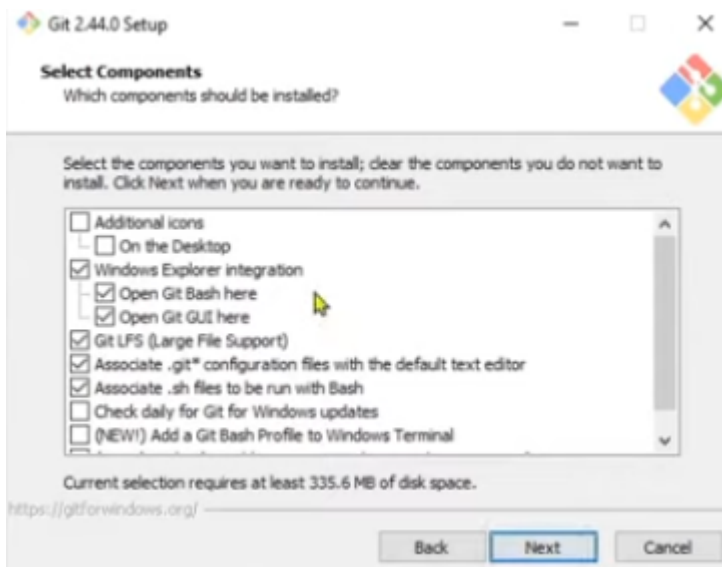 Git 2.44.0 Setup
Select Components
Which components should be installed?
Select the components you want to install; clear the components you do not want to
install. Click Next when you are ready to continue.
Additional icons
On the Desktop
Windows Explorer integration
Open Git Bash here
Open Git GUI here
Git LFS (Large File Support)
Associate .git* configuration files with the default text editor
Associate .sh files to be run with Bash
Check daily for Git for Windows updates
(NEW!) Add a Git Bash Profile to Windows Terminal
Current selection requires at least 335.6 MB of disk space.
https://gitforwindows.org/
Back Next Cancel